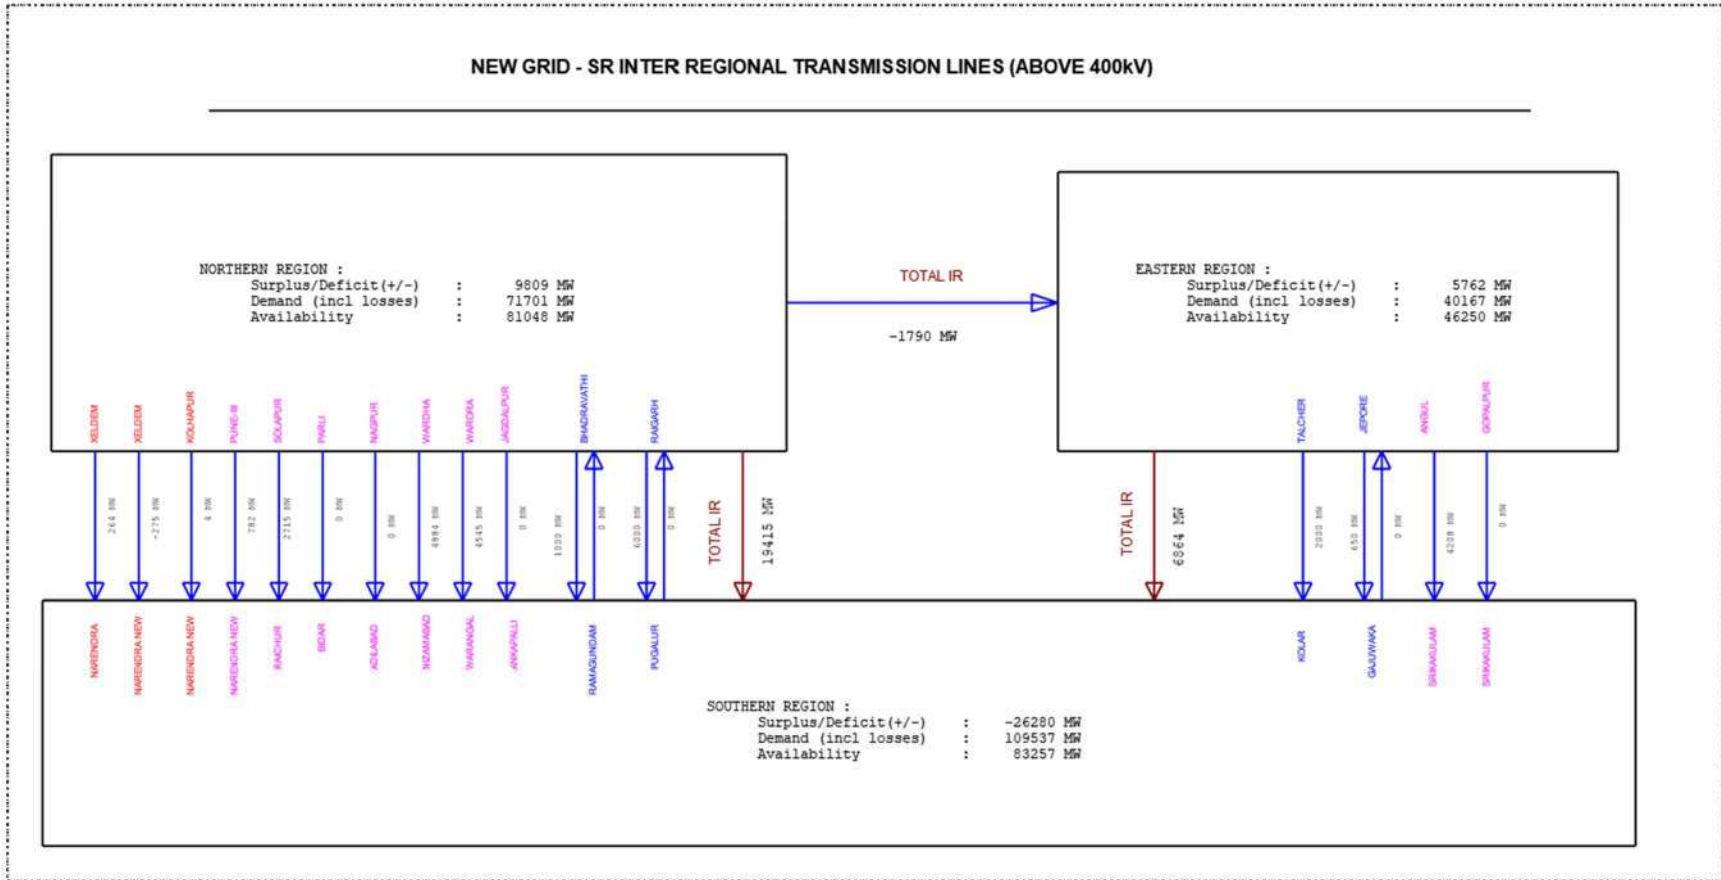 NEW GRID - SR INTER REGIONAL TRANSMISSION LINES (ABOVE 400kV)
NORTHERN REGION :
Surplus/Deficit(+/-) : 9809 MW
Demand (incl losses) : 71701 MW
Availability : 81048 MW
TOTAL IR
-1790 MW
EASTERN REGION :
Surplus/Deficit(+/-) : 5762 MW
Demand (incl losses) : 40167 MW
Availability : 46250 MW
XELDEM
XELDEM
KOLHAPUR
PUNE-III
SOLAPUR
PARLI
NAGPUR
WARDHA
WARORA
JAGDALPUR
BHADRAVATHI
RAIGARH
TALCHER
JEPORE
ANGUL
GOPALPUR
264 MW
-275 MW
4 MW
782 MW
2715 MW
0 MW
0 MW
4984 MW
4545 MW
0 MW
1000 MW
0 MW
6000 MW
0 MW
TOTAL IR
19415 MW
TOTAL IR
6864 MW
2000 MW
650 MW
0 MW
4208 MW
0 MW
NARENDRA
NARENDRA NEW
NARENDRA NEW
NARENDRA NEW
RAICHUR
BIDAR
ADILABAD
NIZAMABAD
WARANGAL
ANKAPALLI
RAMAGUNDAM
PUGALUR
KOLAR
GAJUWAKA
SRIKAKULAM
SRIKAKULAM
SOUTHERN REGION :
Surplus/Deficit(+/-) : -26280 MW
Demand (incl losses) : 109537 MW
Availability : 83257 MW